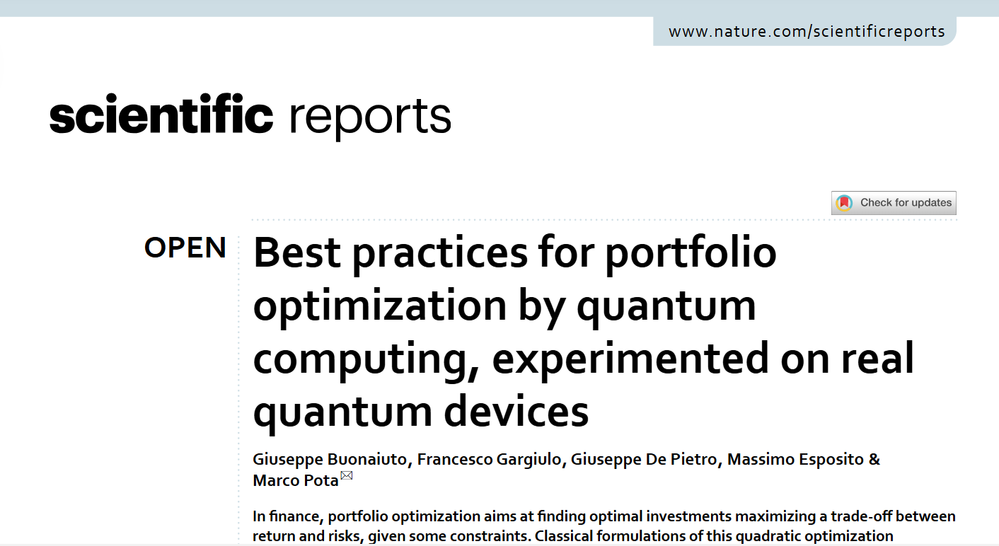 www.nature.com/scientificreports
scientific reports
Check for updates
OPEN
Best practices for portfolio
optimization by quantum
computing, experimented on real
quantum devices
Giuseppe Buonaiuto, Francesco Gargiulo, Giuseppe De Pietro, Massimo Esposito &
Marco Pota
In finance, portfolio optimization aims at finding optimal investments maximizing a trade-off between
return and risks, given some constraints. Classical formulations of this quadratic optimization